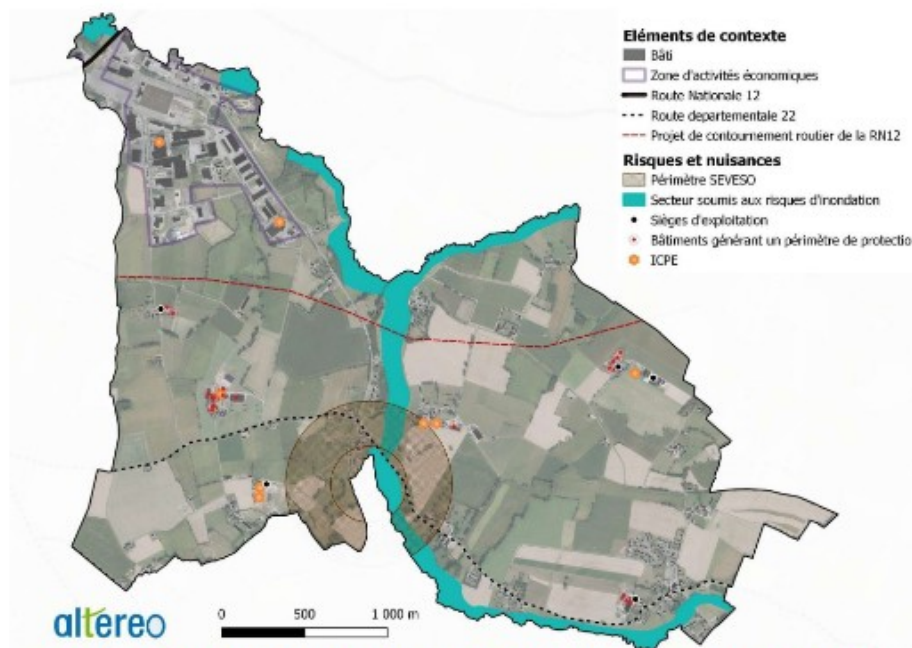 Eléments de contexte
Bâti
Zone d'activités économiques
Route Nationale 12
Route departementale 22
Projet de contournement routier de la RN12
Risques et nuisances
Périmètre SEVESO
Secteur soumis aux risques d'inondation
Sièges d'exploitation
Bâtiments générant un périmètre de protectio
ICPE
altereo
0 500 1 000 m